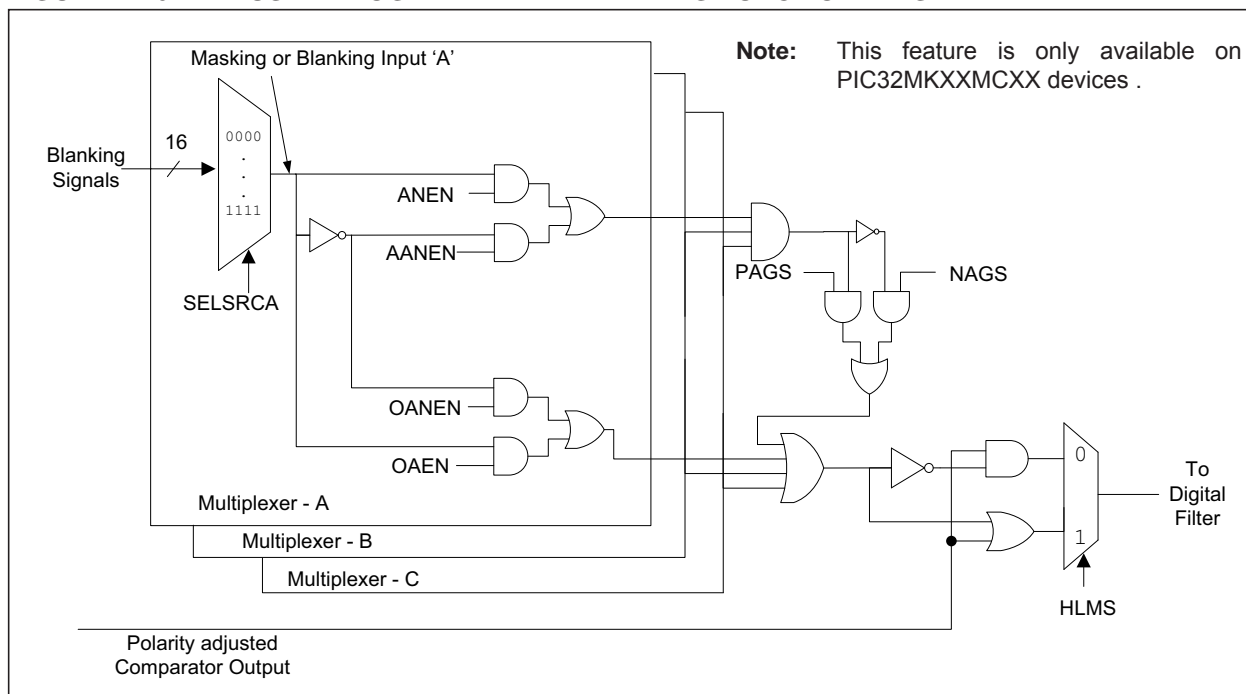 Masking or Blanking Input ‘A’
Note: This feature is only available on
PIC32MKXXMCXX devices .
16
0000
.
.
.
1111
Blanking
Signals
ANEN
AANEN
PAGS
NAGS
SELSRCA
OANEN
OAEN
0
1
To
Digital
Filter
Multiplexer - A
Multiplexer - B
Multiplexer - C
HLMS
Polarity adjusted
Comparator Output